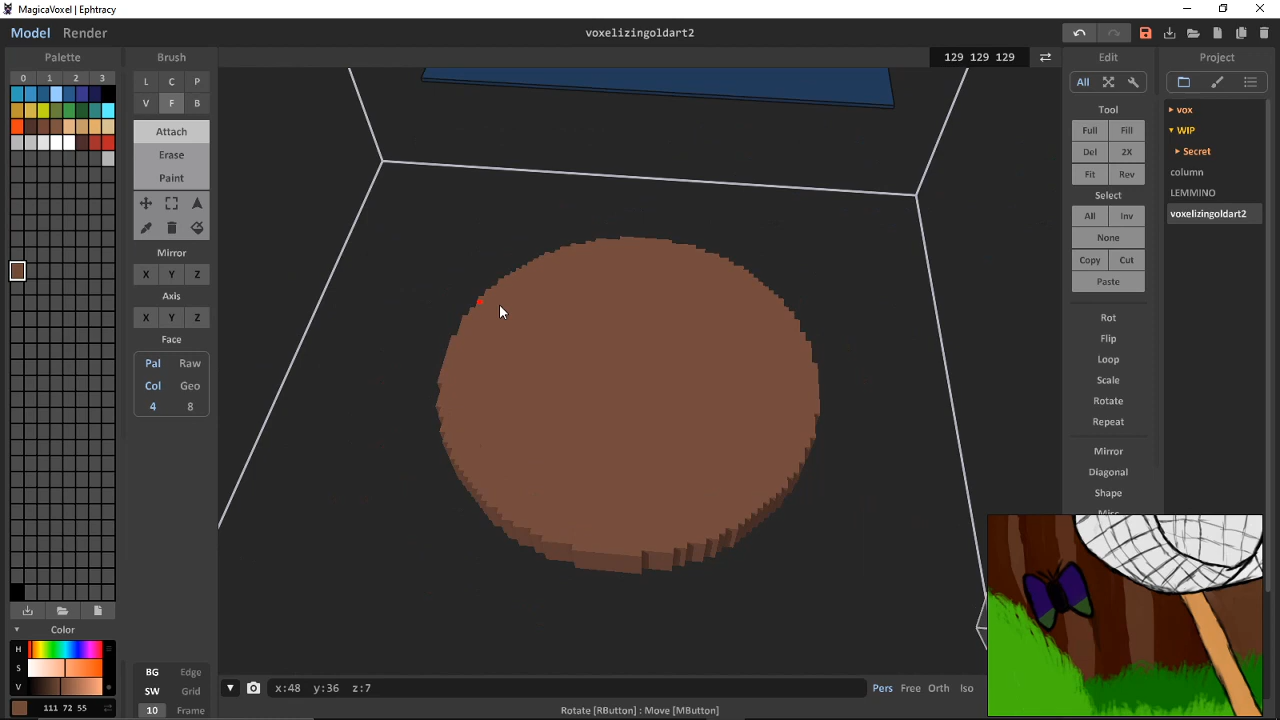 MagicaVoxel | Ephtracy
Model Render
voxelizingoldart2
129 129 129
Palette
0 1 2 3
Color
H
S
V
111 72 55
Brush
L C P
V F B
Attach
Erase
Paint
Mirror
X Y Z
Axis
X Y Z
Face
Pal Raw
Col Geo
4 8
BG Edge
SW Grid
10 Frame
x:48 y:36 z:7
Pers Free Orth Iso
Rotate [RButton] : Move [MButton]
Edit
All
Tool
Full Fill
Del 2X
Fit Rev
Select
All Inv
None
Copy Cut
Paste
Rot
Flip
Loop
Scale
Rotate
Repeat
Mirror
Diagonal
Shape
Project
vox
WIP
Secret
column
LEMMINO
voxelizingoldart2